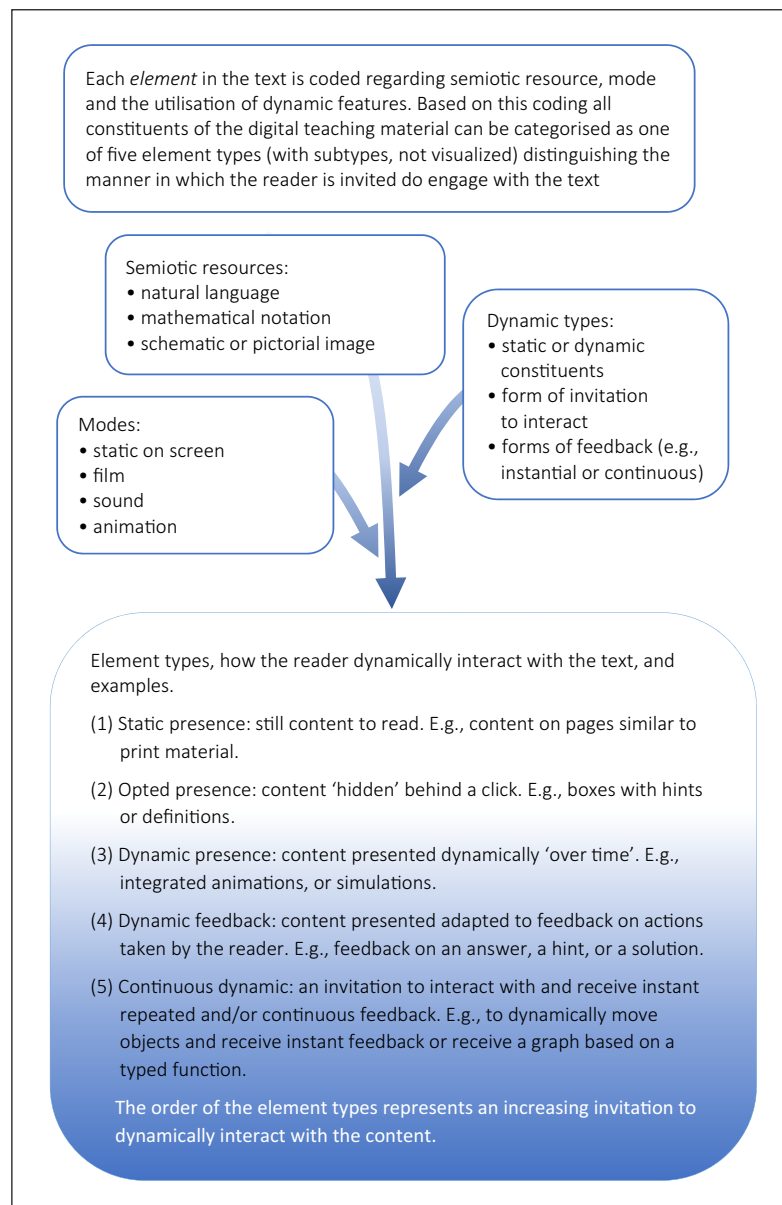 Each element in the text is coded regarding semiotic resource, mode
and the utilisation of dynamic features. Based on this coding all
constituents of the digital teaching material can be categorised as one
of five element types (with subtypes, not visualized) distinguishing the
manner in which the reader is invited do engage with the text
Semiotic resources:
• natural language
• mathematical notation
• schematic or pictorial image
Dynamic types:
• static or dynamic
constituents
• form of invitation
to interact
• forms of feedback (e.g.,
instantial or continuous)
Modes:
• static on screen
• film
• sound
• animation
Element types, how the reader dynamically interact with the text, and
examples.
(1) Static presence: still content to read. E.g., content on pages similar to
print material.
(2) Opted presence: content ‘hidden’ behind a click. E.g., boxes with hints
or definitions.
(3) Dynamic presence: content presented dynamically ‘over time’. E.g.,
integrated animations, or simulations.
(4) Dynamic feedback: content presented adapted to feedback on actions
taken by the reader. E.g., feedback on an answer, a hint, or a solution.
(5) Continuous dynamic: an invitation to interact with and receive instant
repeated and/or continuous feedback. E.g., to dynamically move
objects and receive instant feedback or receive a graph based on a
typed function.
The order of the element types represents an increasing invitation to
dynamically interact with the content.